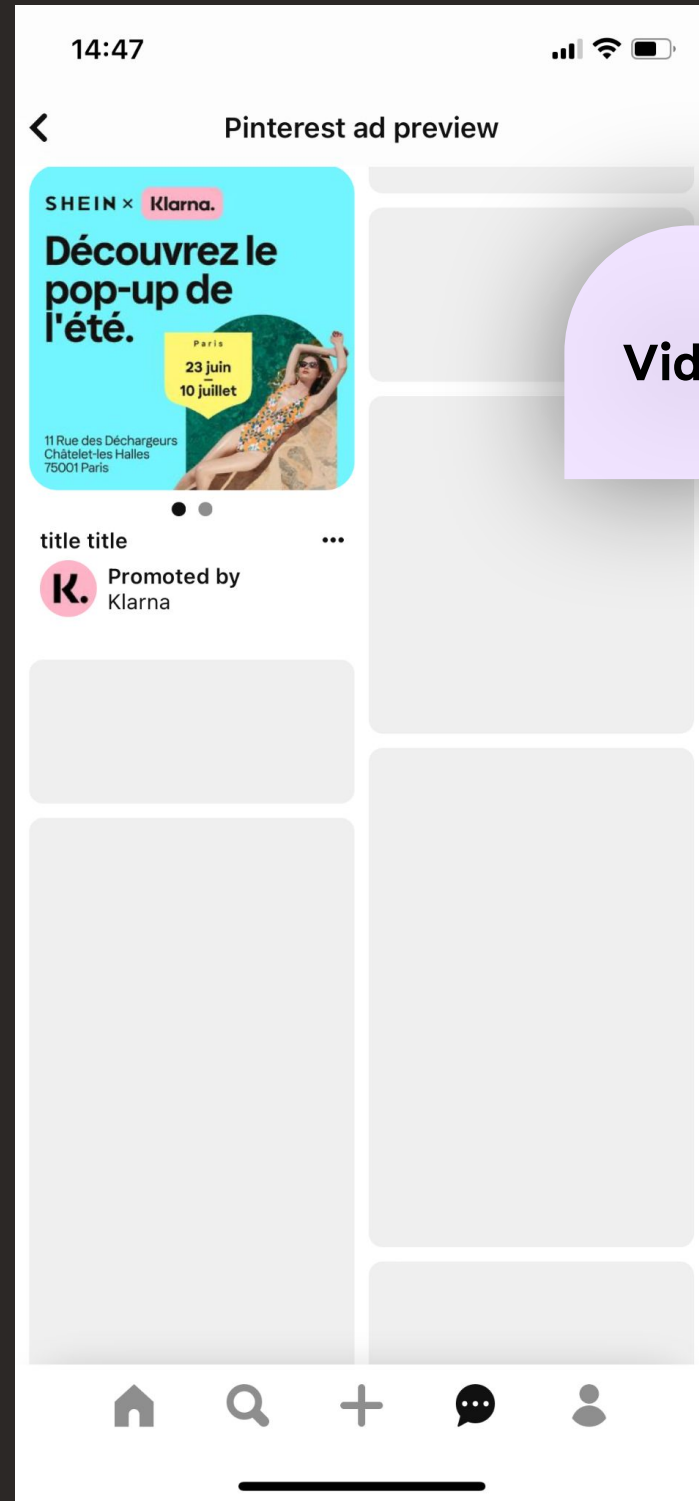 14:47
Pinterest ad preview
SHEIN × Klarna.
Découvrez le
pop-up de
l'été.
Paris
23 juin
–
10 juillet
11 Rue des Déchargeurs
Châtelet-les Halles
75001 Paris
title title
K.
Promoted by
Klarna
Vid